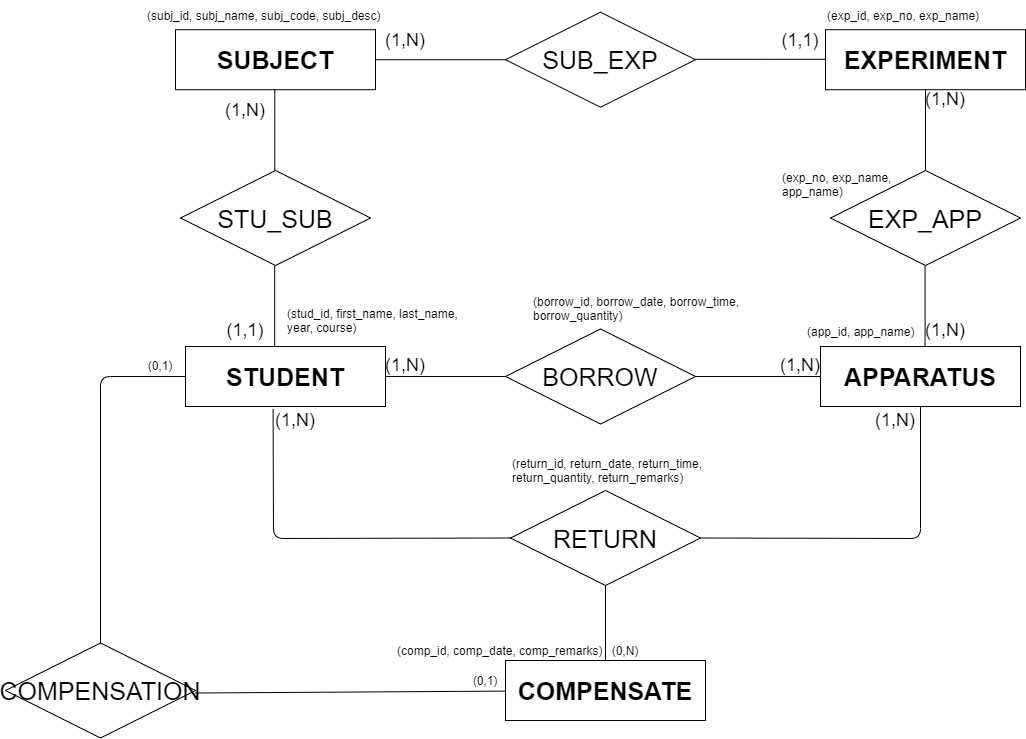 (subj_id, subj_name, subj_code, subj_desc)
(exp_id, exp_no, exp_name)
SUBJECT
(1,N)
SUB_EXP
(1,1)
EXPERIMENT
(1,N)
(1,N)
(exp_no, exp_name,
app_name)
STU_SUB
EXP_APP
(stud_id, first_name, last_name,
year, course)
(borrow_id, borrow_date, borrow_time,
borrow_quantity)
(1,1)
(app_id, app_name)
(1,N)
(0,1)
STUDENT
(1,N)
BORROW
(1,N)
APPARATUS
(1,N)
(1,N)
(return_id, return_date, return_time,
return_quantity, return_remarks)
RETURN
(comp_id, comp_date, comp_remarks)
(0,N)
COMPENSATION
(0,1)
COMPENSATE